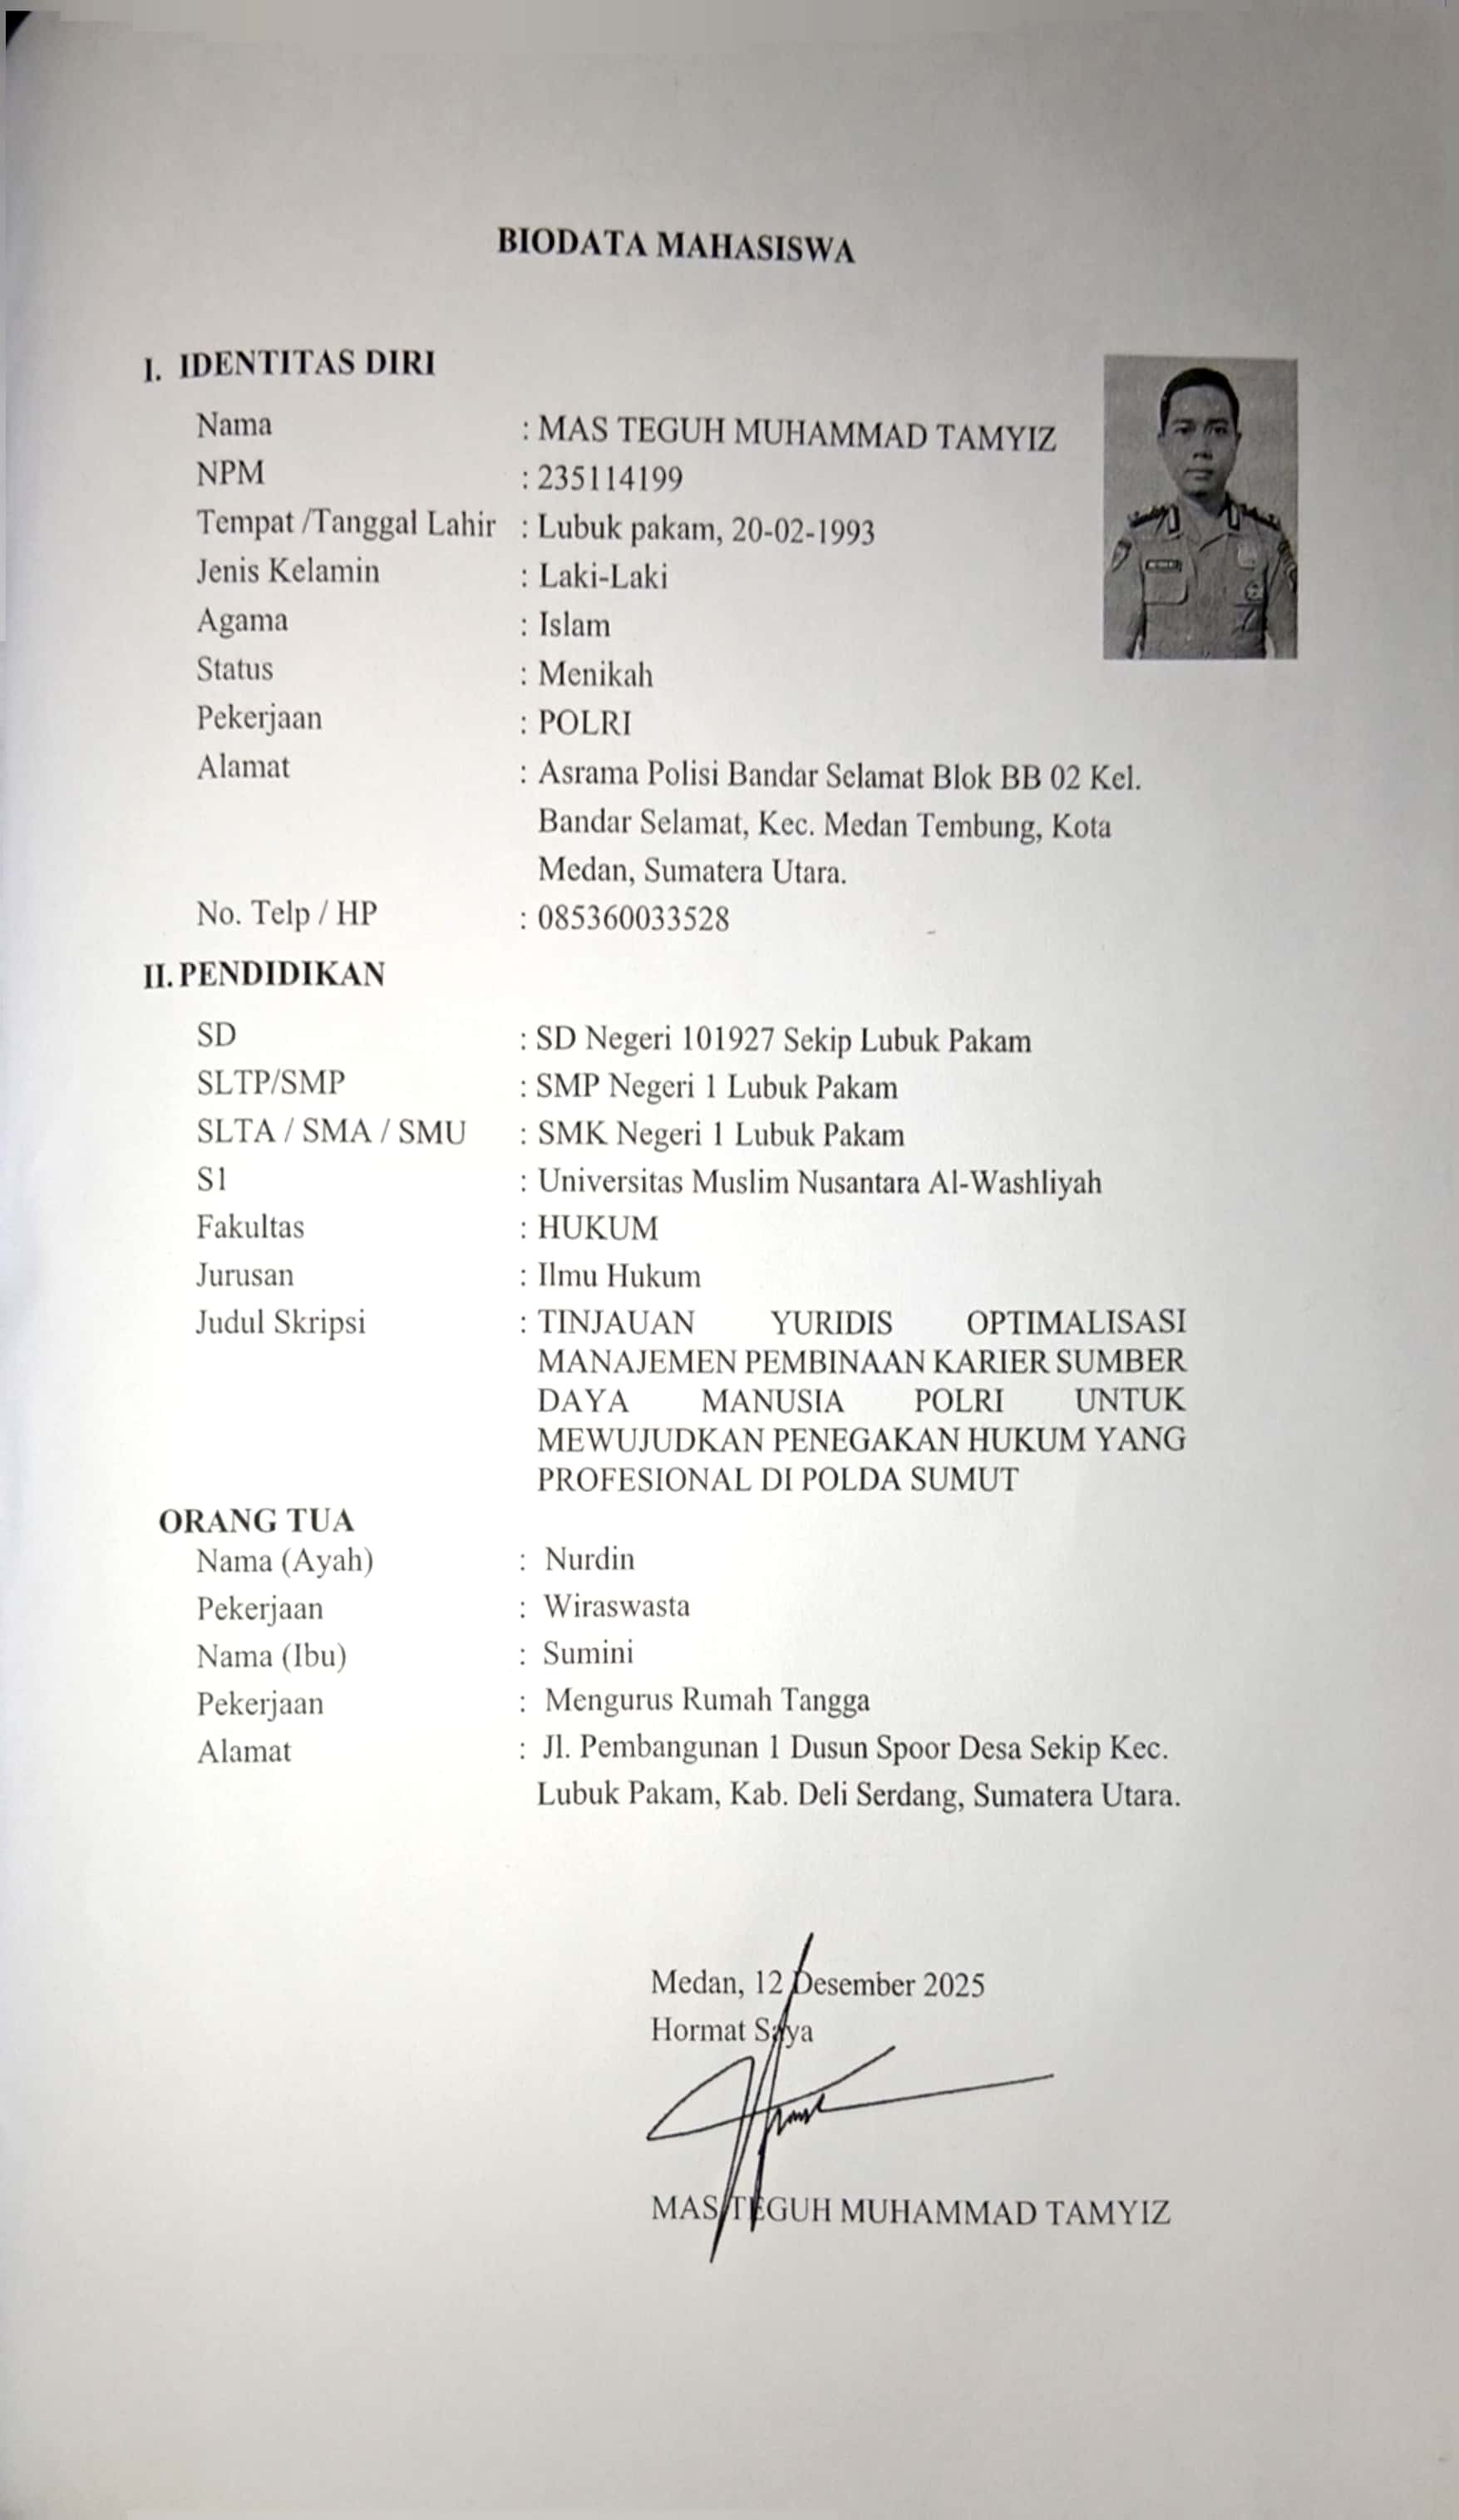 BIODATA MAHASISWA
I. IDENTITAS DIRI
Nama : MAS TEGUH MUHAMMAD TAMYIZ
NPM : 235114199
Tempat /Tanggal Lahir : Lubuk pakam, 20-02-1993
Jenis Kelamin : Laki-Laki
Agama : Islam
Status : Menikah
Pekerjaan : POLRI
Alamat : Asrama Polisi Bandar Selamat Blok BB 02 Kel.
Bandar Selamat, Kec. Medan Tembung, Kota
Medan, Sumatera Utara.
No. Telp / HP : 085360033528
II. PENDIDIKAN
SD : SD Negeri 101927 Sekip Lubuk Pakam
SLTP/SMP : SMP Negeri 1 Lubuk Pakam
SLTA / SMA / SMU : SMK Negeri 1 Lubuk Pakam
S1 : Universitas Muslim Nusantara Al-Washliyah
Fakultas : HUKUM
Jurusan : Ilmu Hukum
Judul Skripsi : TINJAUAN YURIDIS OPTIMALISASI
MANAJEMEN PEMBINAAN KARIER SUMBER
DAYA MANUSIA POLRI UNTUK
MEWUJUDKAN PENEGAKAN HUKUM YANG
PROFESIONAL DI POLDA SUMUT
ORANG TUA
Nama (Ayah) : Nurdin
Pekerjaan : Wiraswasta
Nama (Ibu) : Sumini
Pekerjaan : Mengurus Rumah Tangga
Alamat : Jl. Pembangunan 1 Dusun Spoor Desa Sekip Kec.
Lubuk Pakam, Kab. Deli Serdang, Sumatera Utara.
Medan, 12 Desember 2025
Hormat Saya
MAS TEGUH MUHAMMAD TAMYIZ